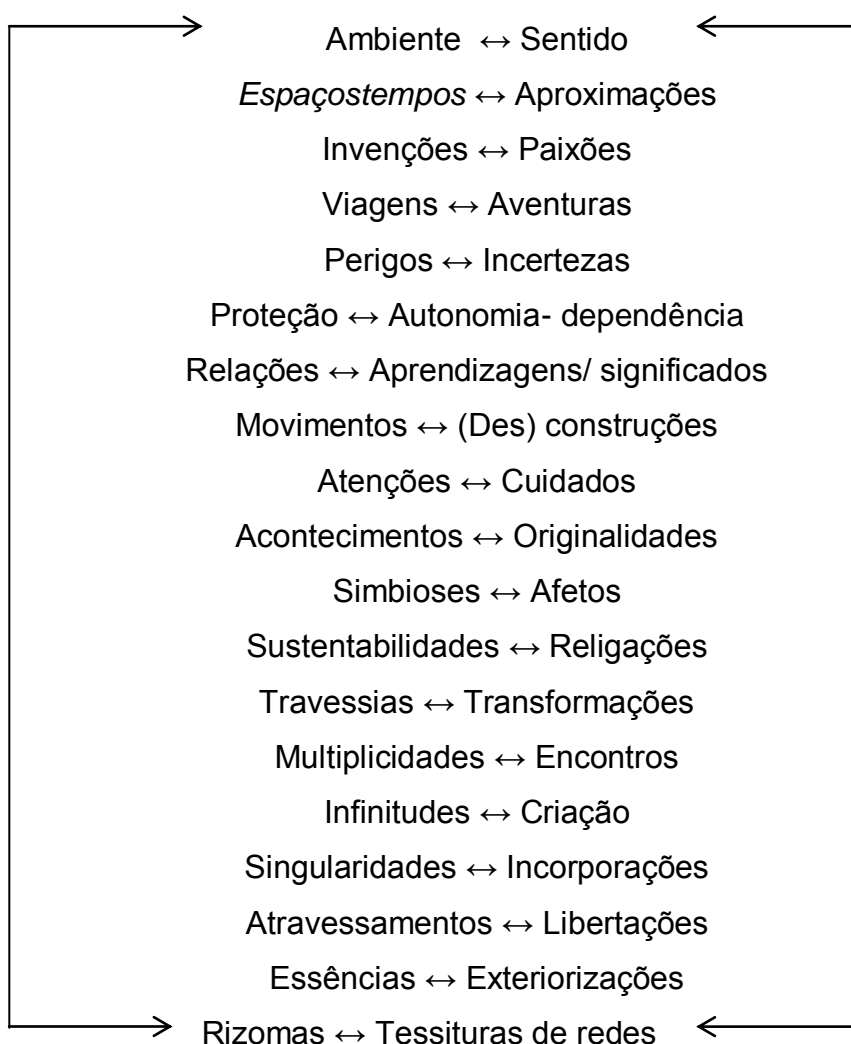 Ambiente ↔ Sentido
Espaçostempos ↔ Aproximações
Invenções ↔ Paixões
Viagens ↔ Aventuras
Perigos ↔ Incertezas
Proteção ↔ Autonomia- dependência
Relações ↔ Aprendizagens/ significados
Movimentos ↔ (Des) construções
Atenções ↔ Cuidados
Acontecimentos ↔ Originalidades
Simbioses ↔ Afetos
Sustentabilidades ↔ Religações
Travessias ↔ Transformações
Multiplicidades ↔ Encontros
Infinitudes ↔ Criação
Singularidades ↔ Incorporações
Atravessamentos ↔ Libertações
Essências ↔ Exteriorizações
Rizomas ↔ Tessituras de redes